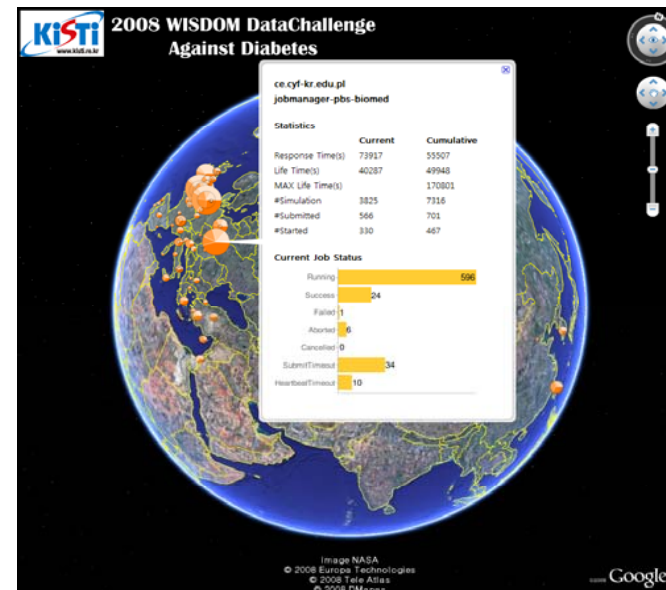 KiSTi
www.kisti.re.kr
2008 WISDOM DataChallenge
Against Diabetes
ce.cyf-kr.edu.pl
jobmanager-pbs-biomed
Statistics
Current Cumulative
Response Time(s) 73917 55507
Life Time(s) 40287 49948
MAX Life Time(s) 170801
#Simulation 3825 7316
#Submitted 566 701
#Started 330 467
Current Job Status
Running 596
Success 24
Failed 1
Aborted 6
Cancelled 0
SubmitTimeout 34
HeartbeatTimeout 10
Image NASA
© 2008 Europa Technologies
© 2008 Tele Atlas
© 2008 DMapas
Google